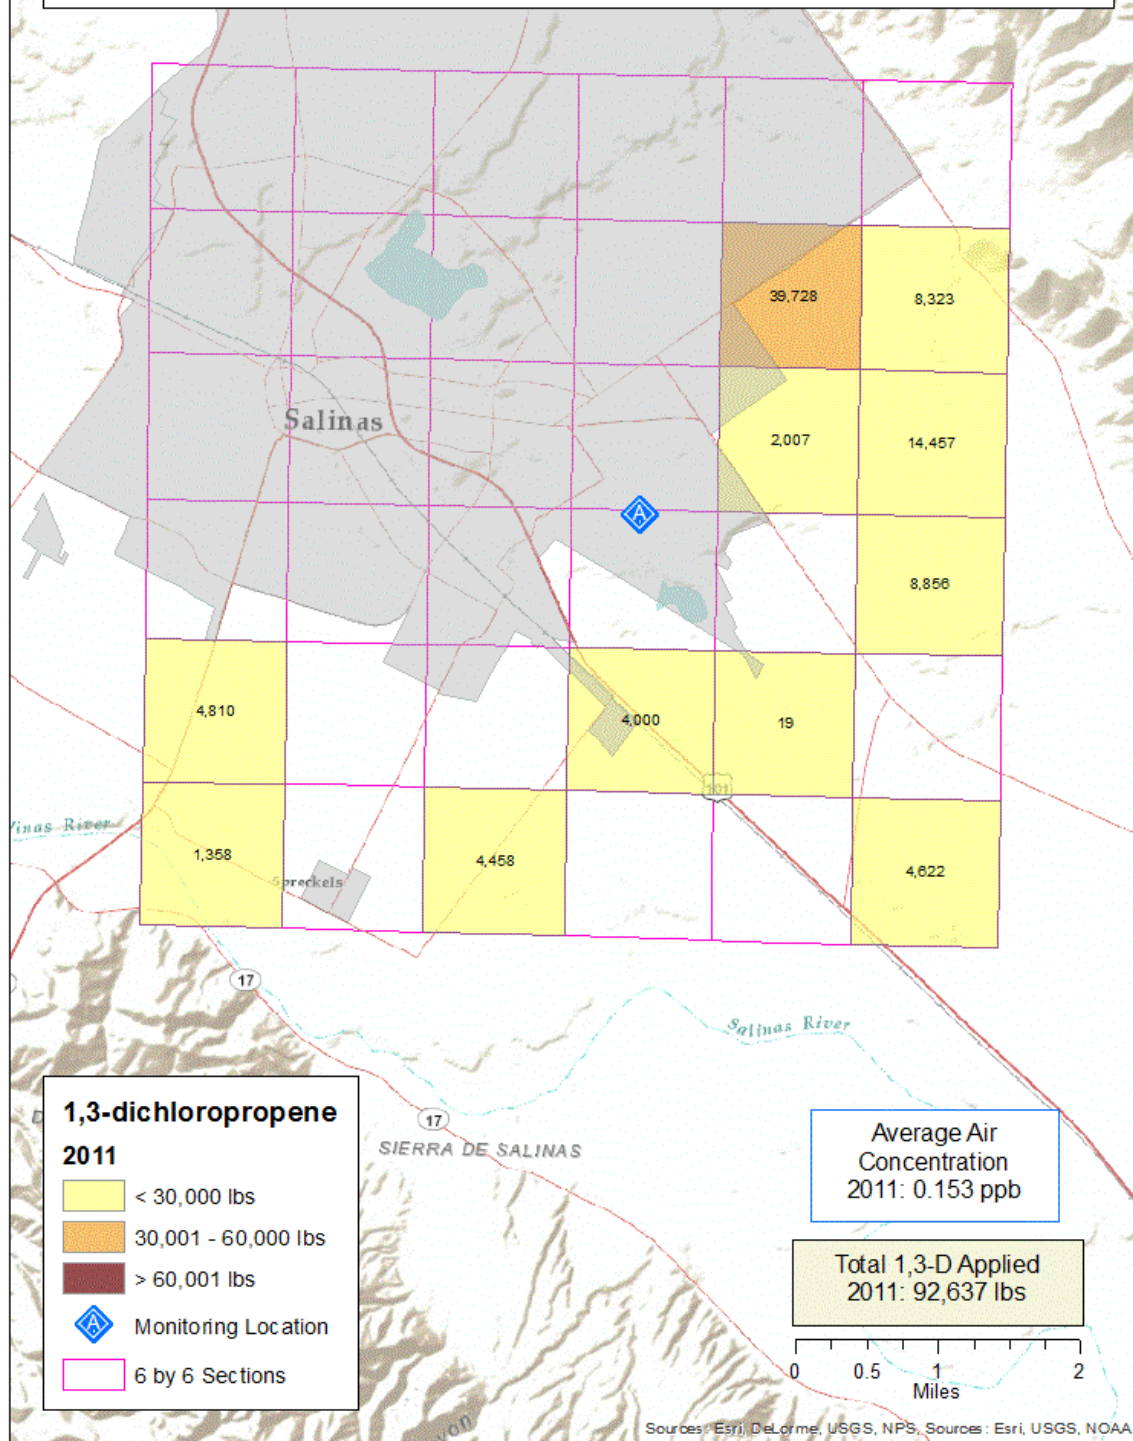 39,728
8,323
Salinas
2,007
14,457
A
8,856
4,810
4,000
19
101
inas River
1,358
4,458
4,622
Spreckels
17
Salinas River
17
SIERRA DE SALINAS
1,3-dichloropropene
2011
< 30,000 lbs
30,001 - 60,000 lbs
> 60,001 lbs
A
Monitoring Location
6 by 6 Sections
Average Air
Concentration
2011: 0.153 ppb
Total 1,3-D Applied
2011: 92,637 lbs
0 0.5 1 2
Miles
yon
Sources: Esri, DeLorme, USGS, NPS, Sources: Esri, USGS, NOAA